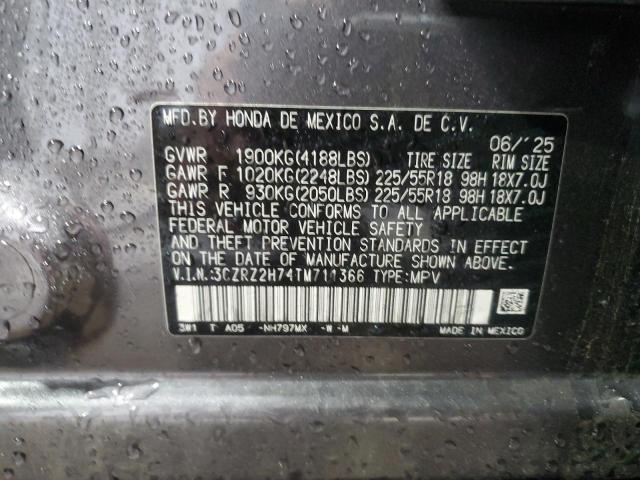 MFD.BY HONDA DE MEXICO S.A. DE C.V.
06/'25
GVWR 1900KG(4188LBS) TIRE SIZE RIM SIZE
GAWR F 1020KG(2248LBS) 225/55R18 98H 18X7.0J
GAWR R 930KG(2050LBS) 225/55R18 98H 18X7.0J
THIS VEHICLE CONFORMS TO ALL APPLICABLE
FEDERAL MOTOR VEHICLE SAFETY
AND THEFT PREVENTION STANDARDS IN EFFECT
ON THE DATE OF MANUFACTURE SHOWN ABOVE.
V.I.N.:3CZRZ2H74TM711366 TYPE:MPV
3W1 T A05 -NH797MX -W -M MADE IN MEXICO